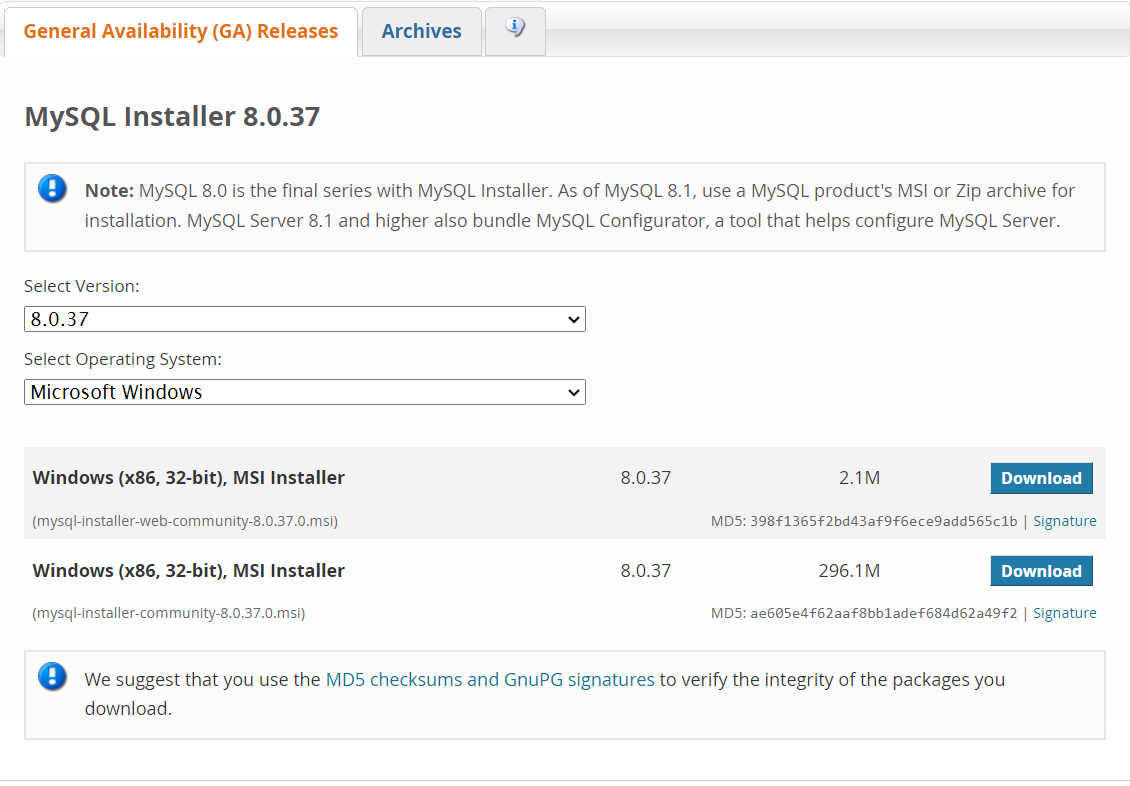 General Availability (GA) Releases
Archives
MySQL Installer 8.0.37
Note: MySQL 8.0 is the final series with MySQL Installer. As of MySQL 8.1, use a MySQL product's MSI or Zip archive for
installation. MySQL Server 8.1 and higher also bundle MySQL Configurator, a tool that helps configure MySQL Server.
Select Version:
8.0.37
Select Operating System:
Microsoft Windows
Windows (x86, 32-bit), MSI Installer 8.0.37 2.1M Download
(mysql-installer-web-community-8.0.37.0.msi) MD5: 398f1365f2bd43af9f6ece9add565c1b | Signature
Windows (x86, 32-bit), MSI Installer 8.0.37 296.1M Download
(mysql-installer-community-8.0.37.0.msi) MD5: ae605e4f62aaf8bb1adef684d62a49f2 | Signature
We suggest that you use the MD5 checksums and GnuPG signatures to verify the integrity of the packages you
download.